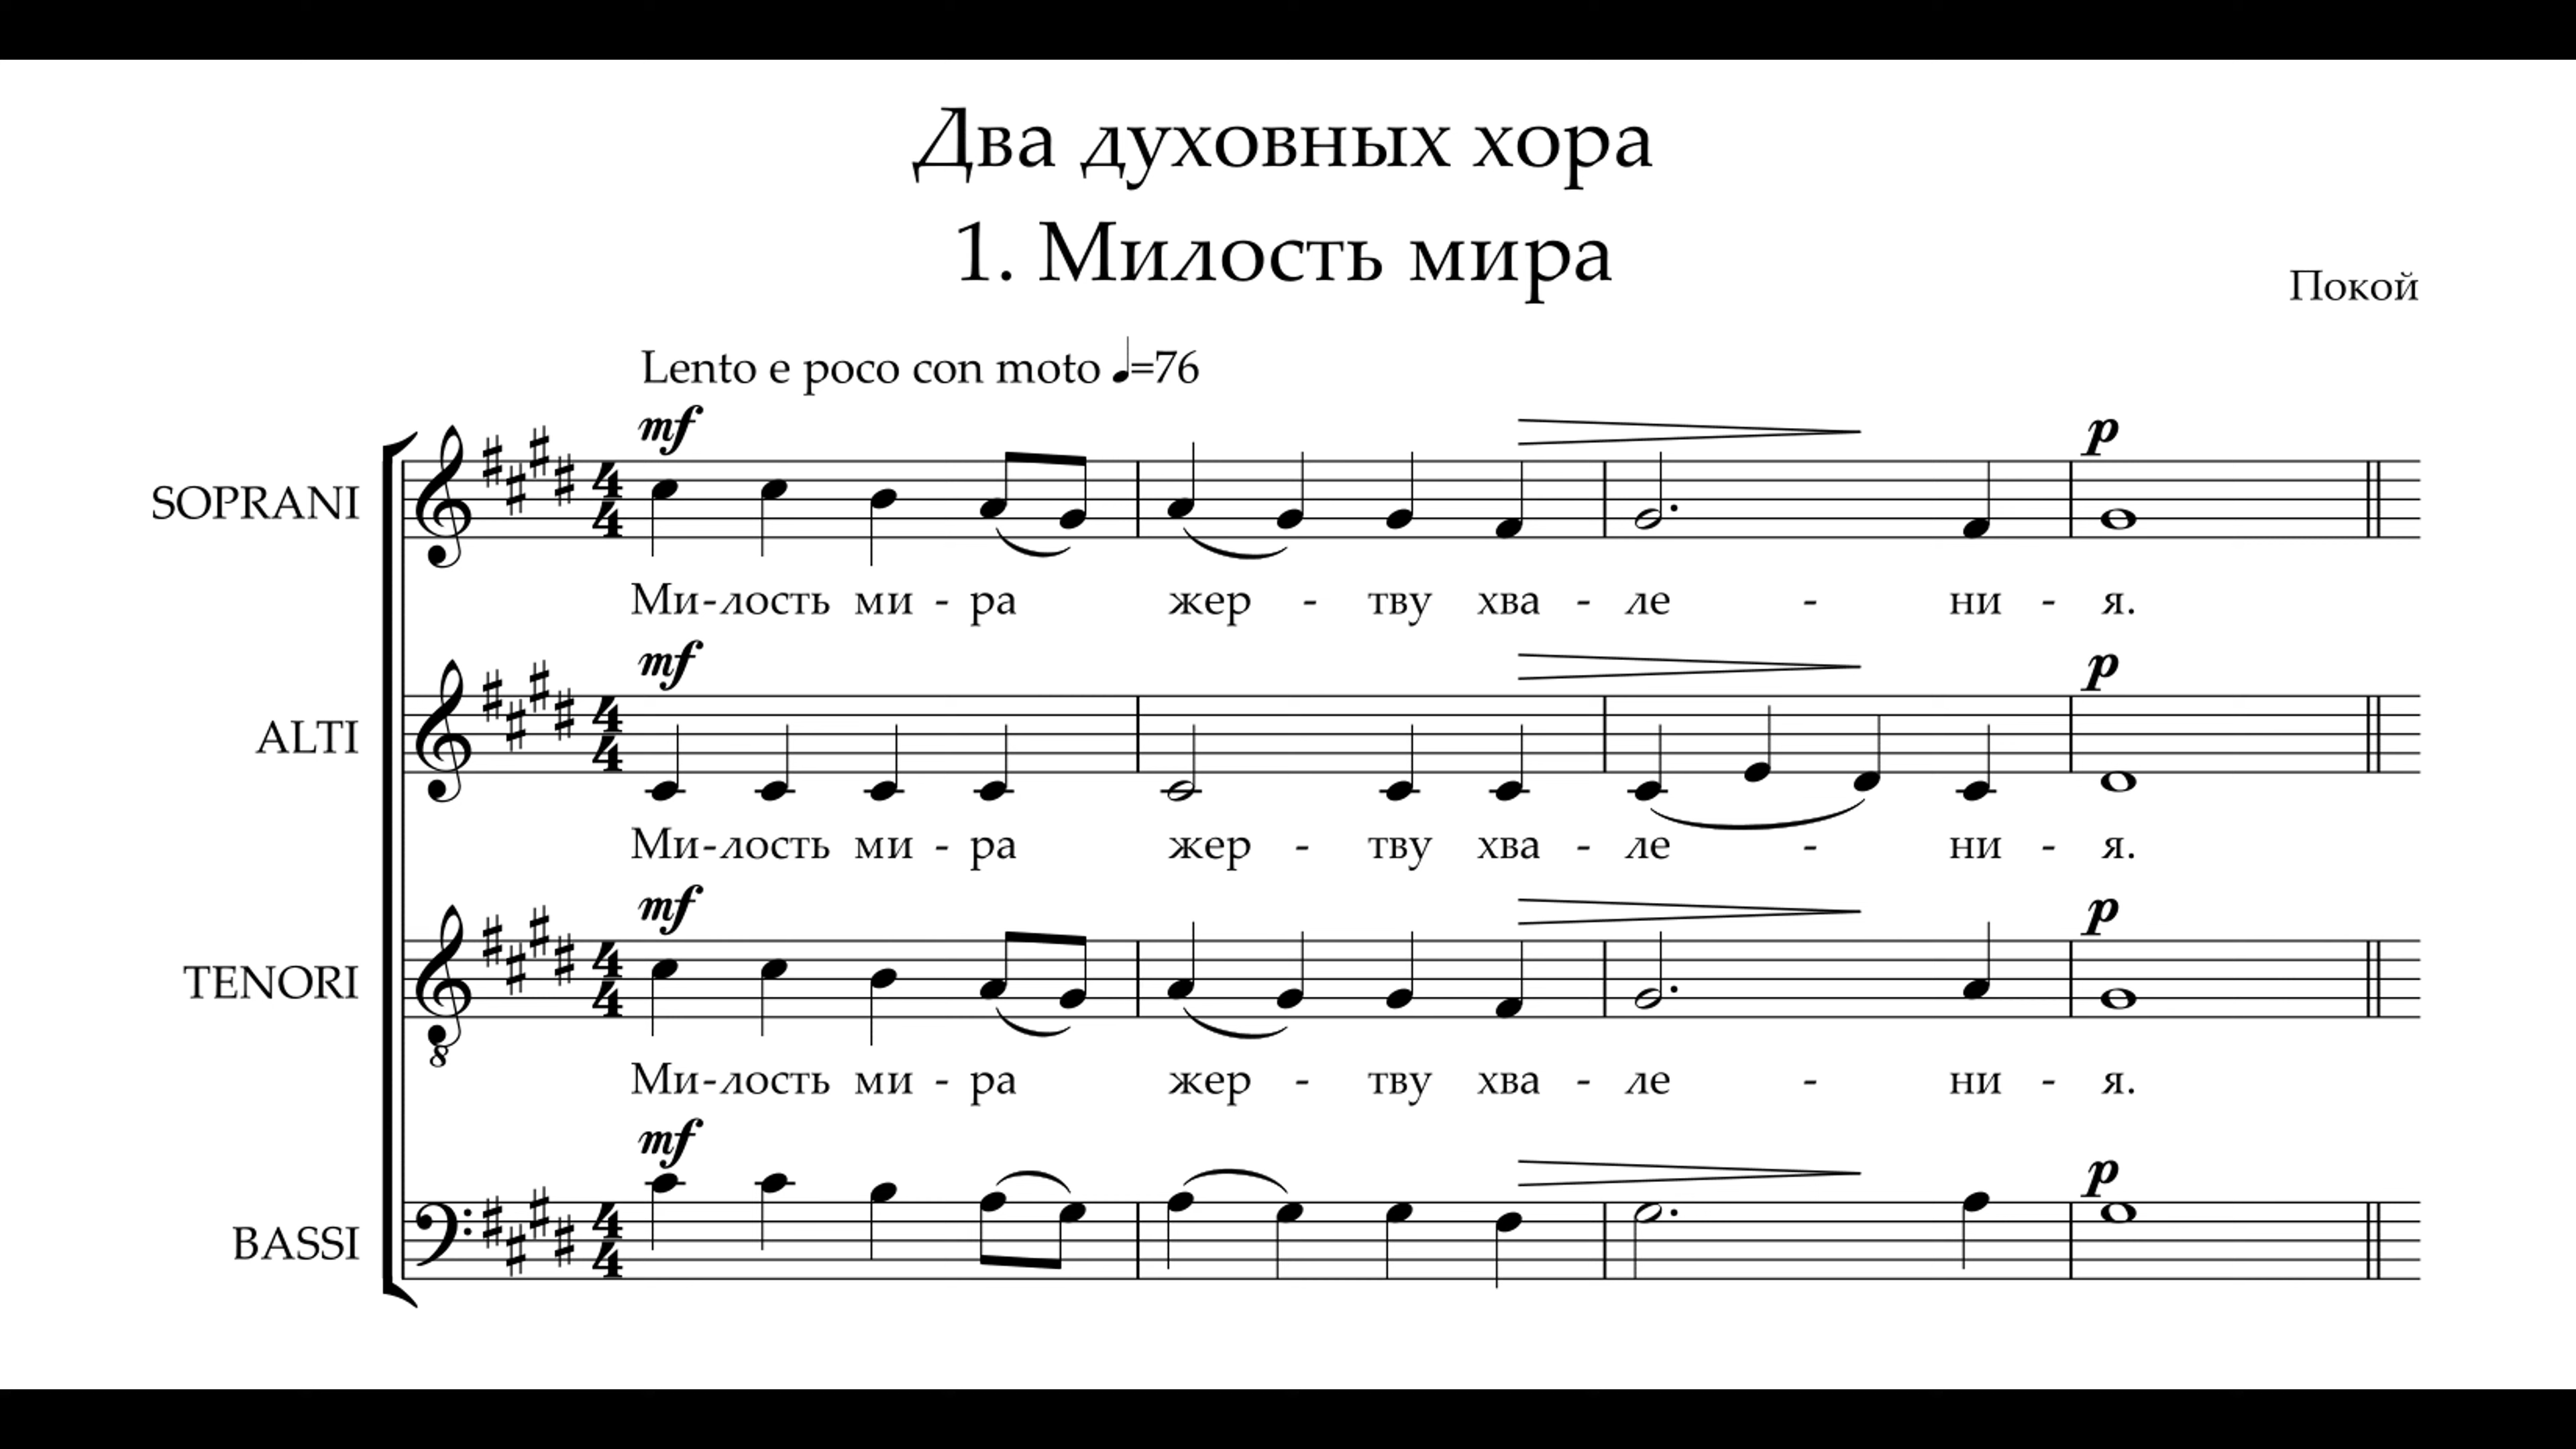 Два духовных хора
1. Милость мира
Покой
Lento e poco con moto ♩=76
mf p
SOPRANI
Ми-лость ми - ра жер - тву хва - ле - ни - я.
mf p
ALTI
Ми-лость ми - ра жер - тву хва - ле - ни - я.
mf p
TENORI
8
Ми-лость ми - ра жер - тву хва - ле - ни - я.
mf p
BASSI